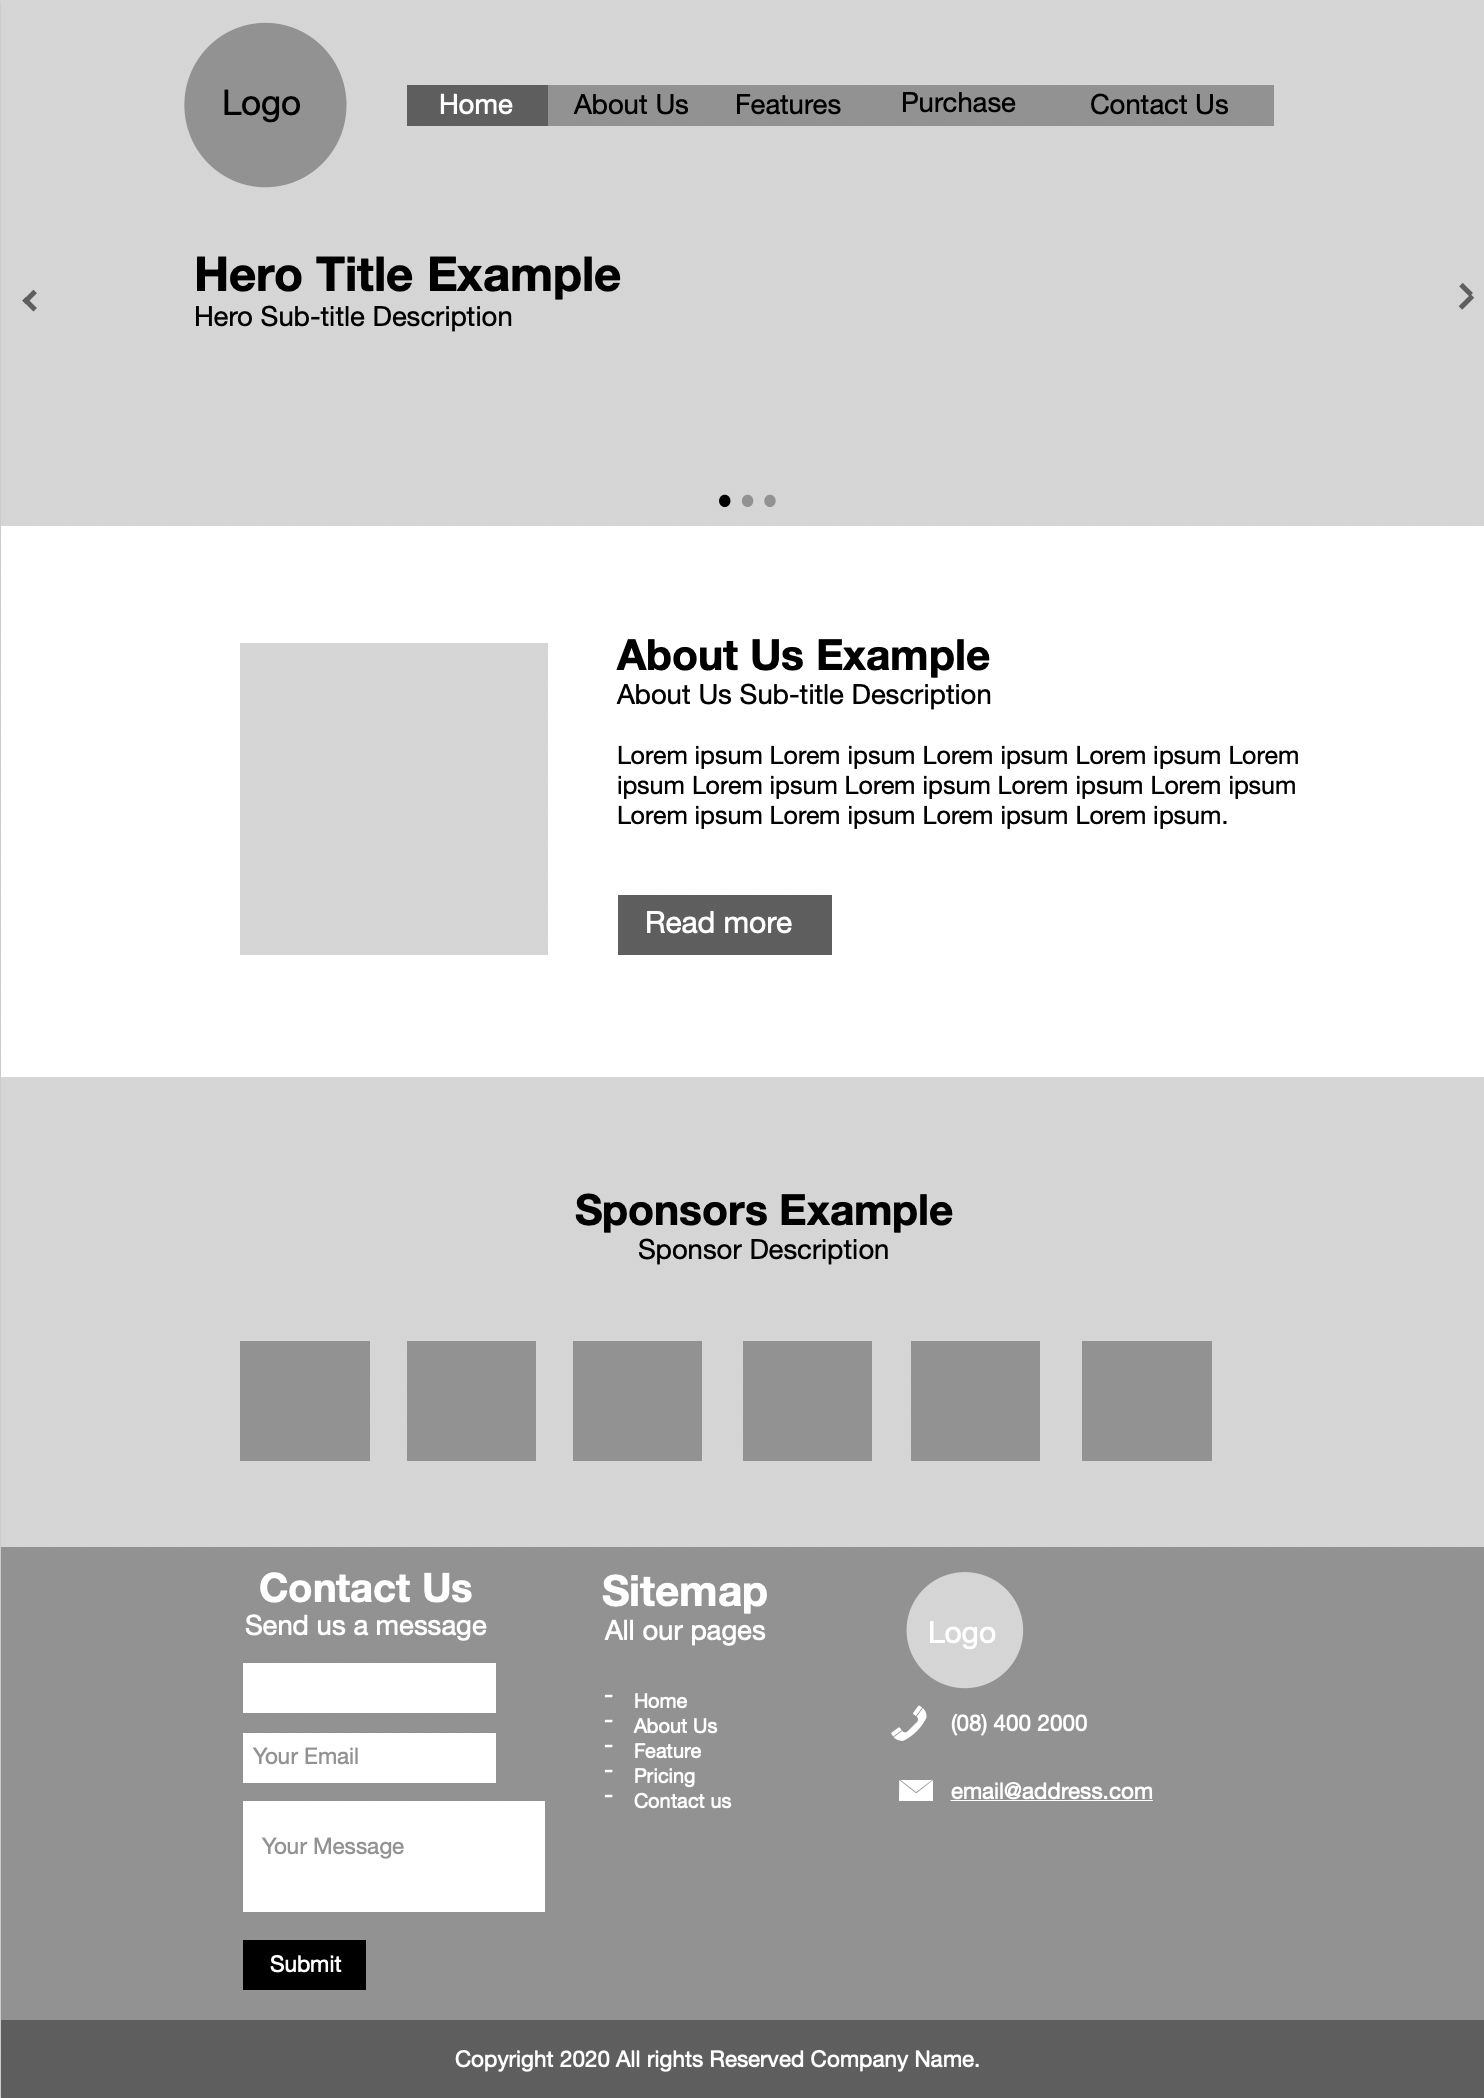 Logo
Home
About Us
Features
Purchase
Contact Us
Hero Title Example
Hero Sub-title Description
About Us Example
About Us Sub-title Description
Lorem ipsum Lorem ipsum Lorem ipsum Lorem ipsum Lorem
ipsum Lorem ipsum Lorem ipsum Lorem ipsum Lorem ipsum
Lorem ipsum Lorem ipsum Lorem ipsum Lorem ipsum.
Read more
Sponsors Example
Sponsor Description
Contact Us
Send us a message
Your Email
Your Message
Submit
Sitemap
All our pages
- Home
- About Us
- Feature
- Pricing
- Contact us
Logo
(08) 400 2000
email@address.com
Copyright 2020 All rights Reserved Company Name.